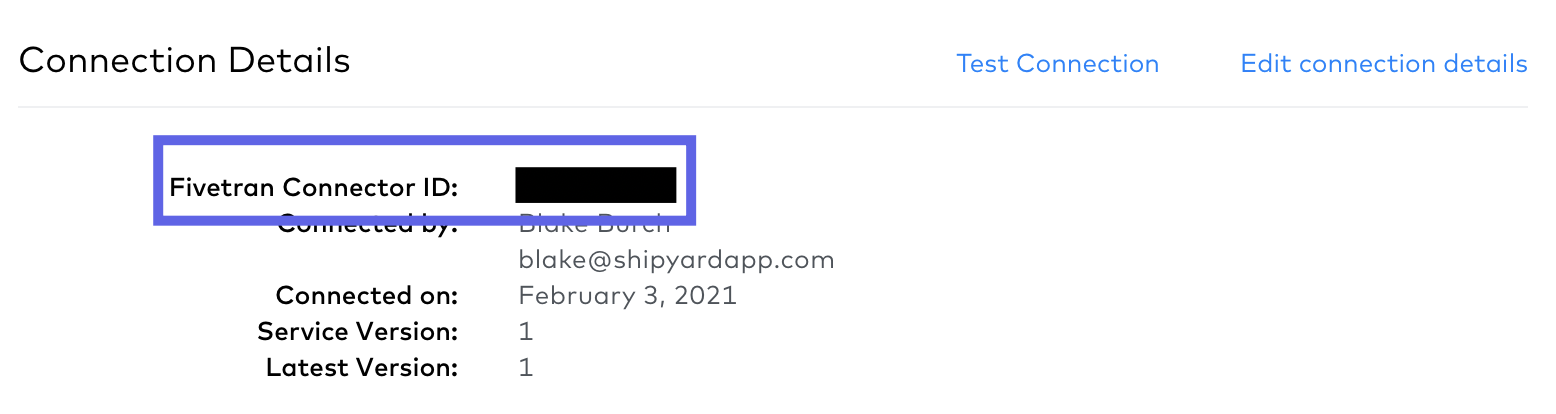 Connection Details
Test Connection
Edit connection details
Fivetran Connector ID:
Connected by: Blake Burch
blake@shipyardapp.com
Connected on: February 3, 2021
Service Version: 1
Latest Version: 1